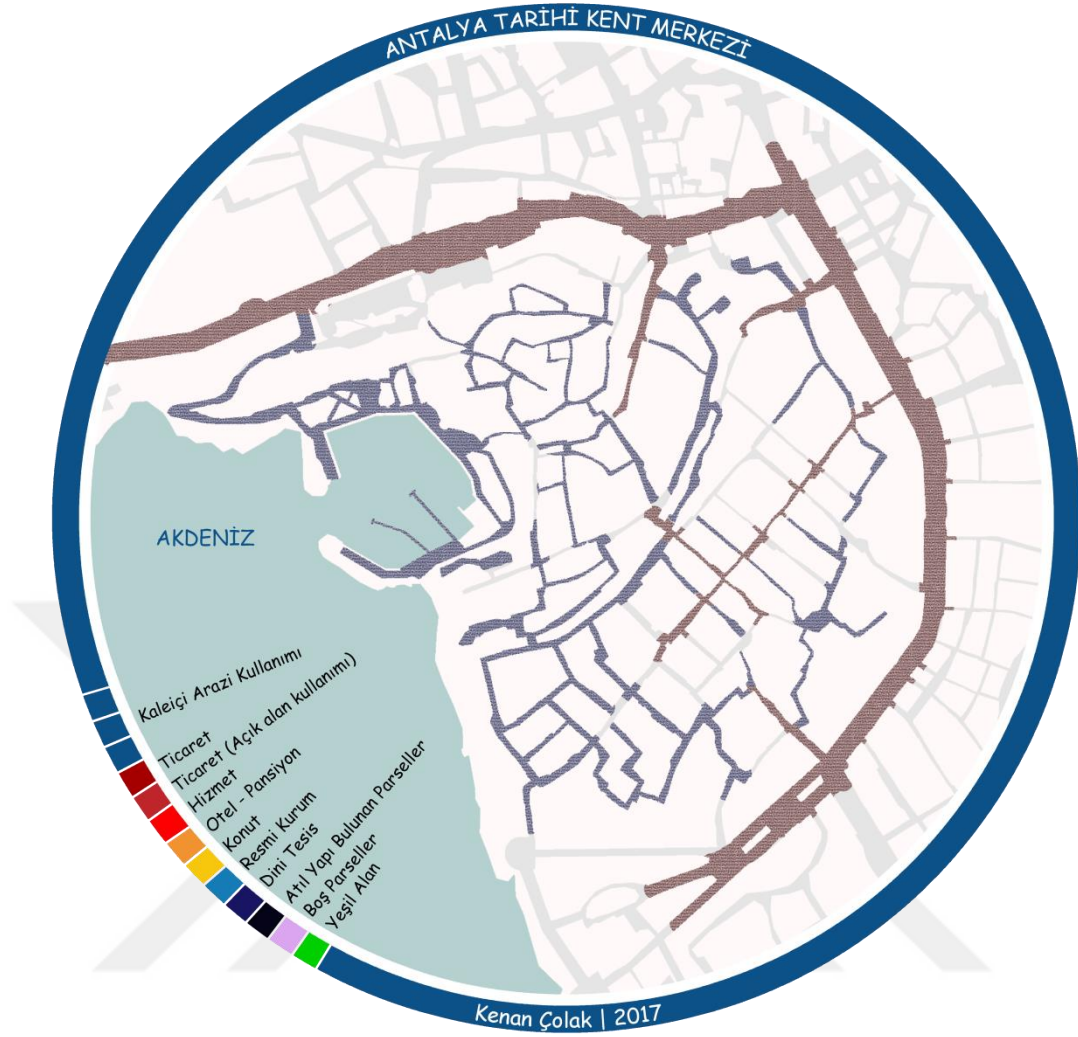 ANTALYA TARİHİ KENT MERKEZİ
AKDENİZ
Kaleiçi Arazi Kullanımı
Ticaret
Ticaret (Açık alan kullanımı)
Hizmet
Otel - Pansiyon
Konut
Resmi Kurum
Dini Tesis
Atıl Yapı Bulunan Parseller
Boş Parseller
Yeşil Alan
Kenan Çolak | 2017